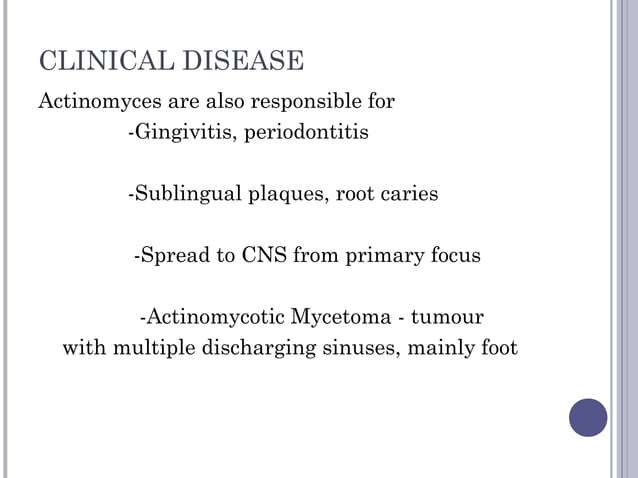 CLINICAL DISEASE
Actinomyces are also responsible for
-Gingivitis, periodontitis
-Sublingual plaques, root caries
-Spread to CNS from primary focus
-Actinomycotic Mycetoma - tumour
with multiple discharging sinuses, mainly foot